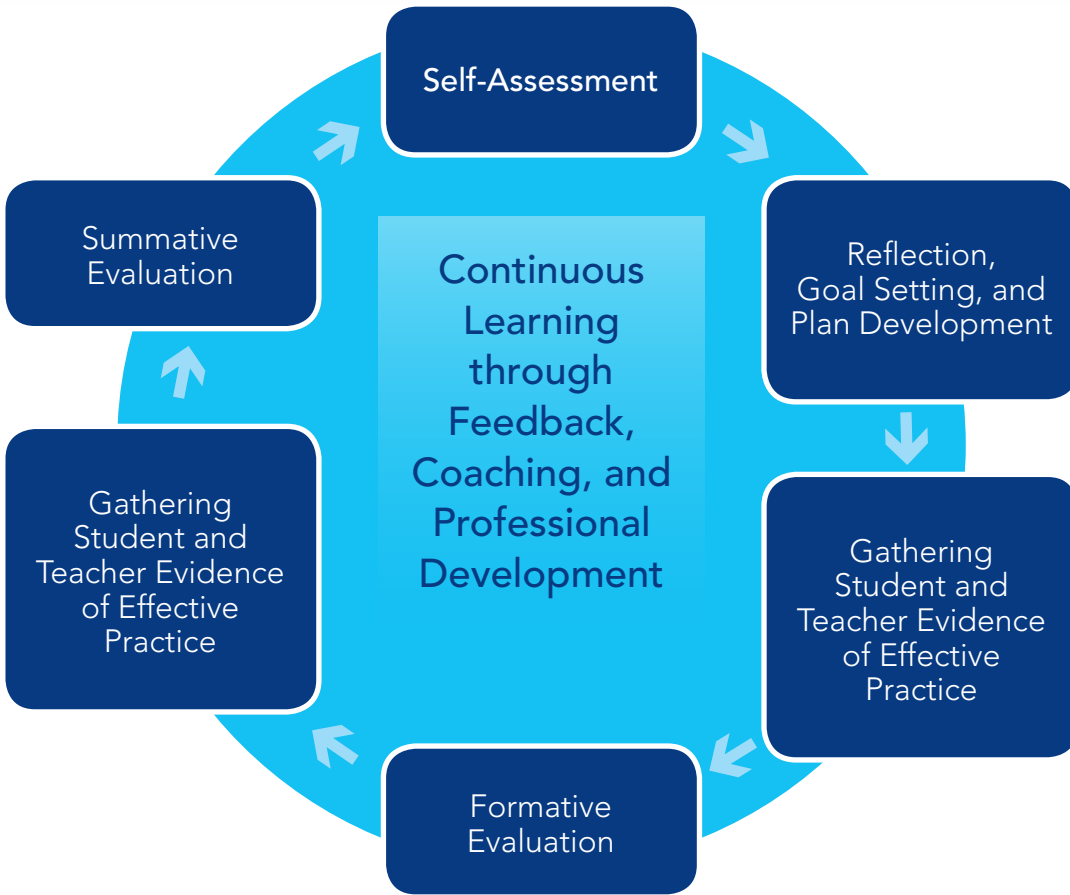 Self-Assessment
Reflection,
Goal Setting, and
Plan Development
Gathering
Student and
Teacher Evidence
of Effective
Practice
Formative
Evaluation
Gathering
Student and
Teacher Evidence
of Effective
Practice
Summative
Evaluation
Continuous
Learning
through
Feedback,
Coaching, and
Professional
Development